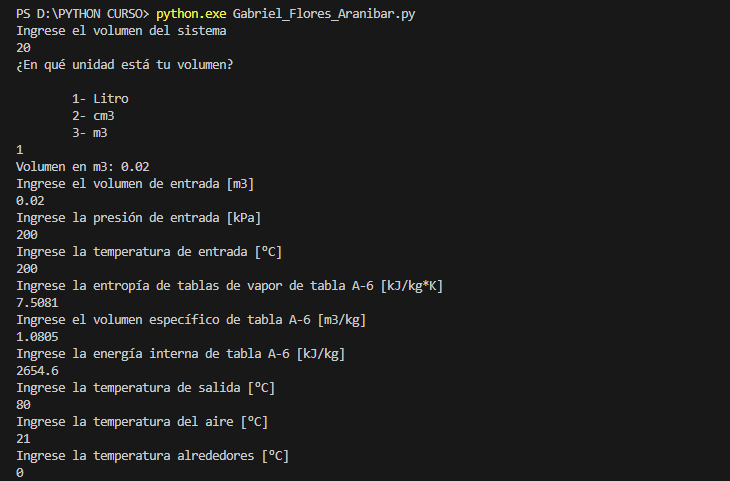 PS D:\PYTHON CURSO> python.exe Gabriel_Flores_Aranibar.py
Ingrese el volumen del sistema
20
¿En qué unidad está tu volumen?
1- Litro
2- cm3
3- m3
1
Volumen en m3: 0.02
Ingrese el volumen de entrada [m3]
0.02
Ingrese la presión de entrada [kPa]
200
Ingrese la temperatura de entrada [ºC]
200
Ingrese la entropía de tablas de vapor de tabla A-6 [kJ/kg*K]
7.5081
Ingrese el volumen específico de tabla A-6 [m3/kg]
1.0805
Ingrese la energía interna de tabla A-6 [kJ/kg]
2654.6
Ingrese la temperatura de salida [ºC]
80
Ingrese la temperatura del aire [ºC]
21
Ingrese la temperatura alrededores [ºC]
0